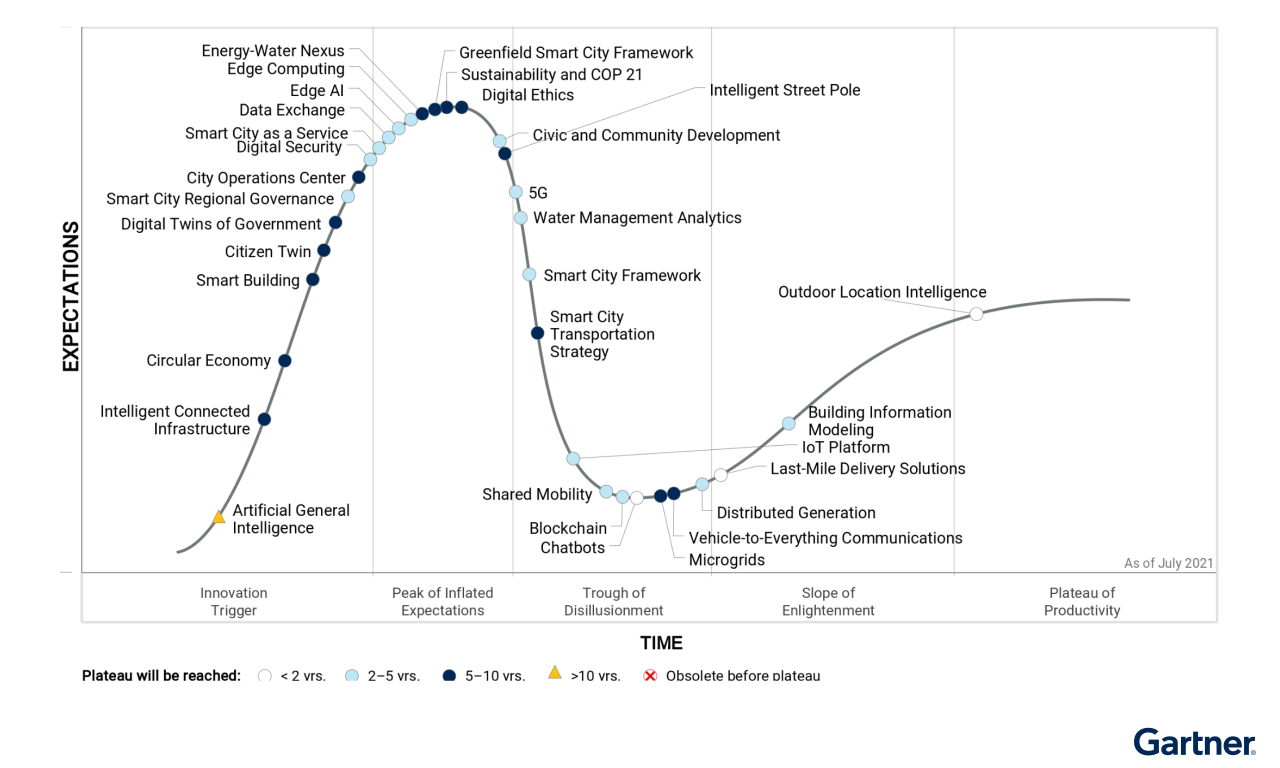 Energy-Water Nexus
Greenfield Smart City Framework
Edge Computing
Sustainability and COP 21
Edge AI
Digital Ethics
Intelligent Street Pole
Data Exchange
Smart City as a Service
Civic and Community Development
Digital Security
City Operations Center
5G
Smart City Regional Governance
Water Management Analytics
Digital Twins of Government
Citizen Twin
Smart Building
Smart City Framework
Outdoor Location Intelligence
Smart City
Transportation
Strategy
Circular Economy
Intelligent Connected
Infrastructure
Building Information
Modeling
IoT Platform
Last-Mile Delivery Solutions
Shared Mobility
Artificial General
Intelligence
Distributed Generation
Blockchain
Chatbots
Vehicle-to-Everything Communications
Microgrids
EXPECTATIONS
As of July 2021
Innovation
Trigger
Peak of Inflated
Expectations
Trough of
Disillusionment
Slope of
Enlightenment
Plateau of
Productivity
TIME
Plateau will be reached: < 2 yrs. 2–5 yrs. 5–10 yrs. >10 yrs. Obsolete before plateau
Gartner